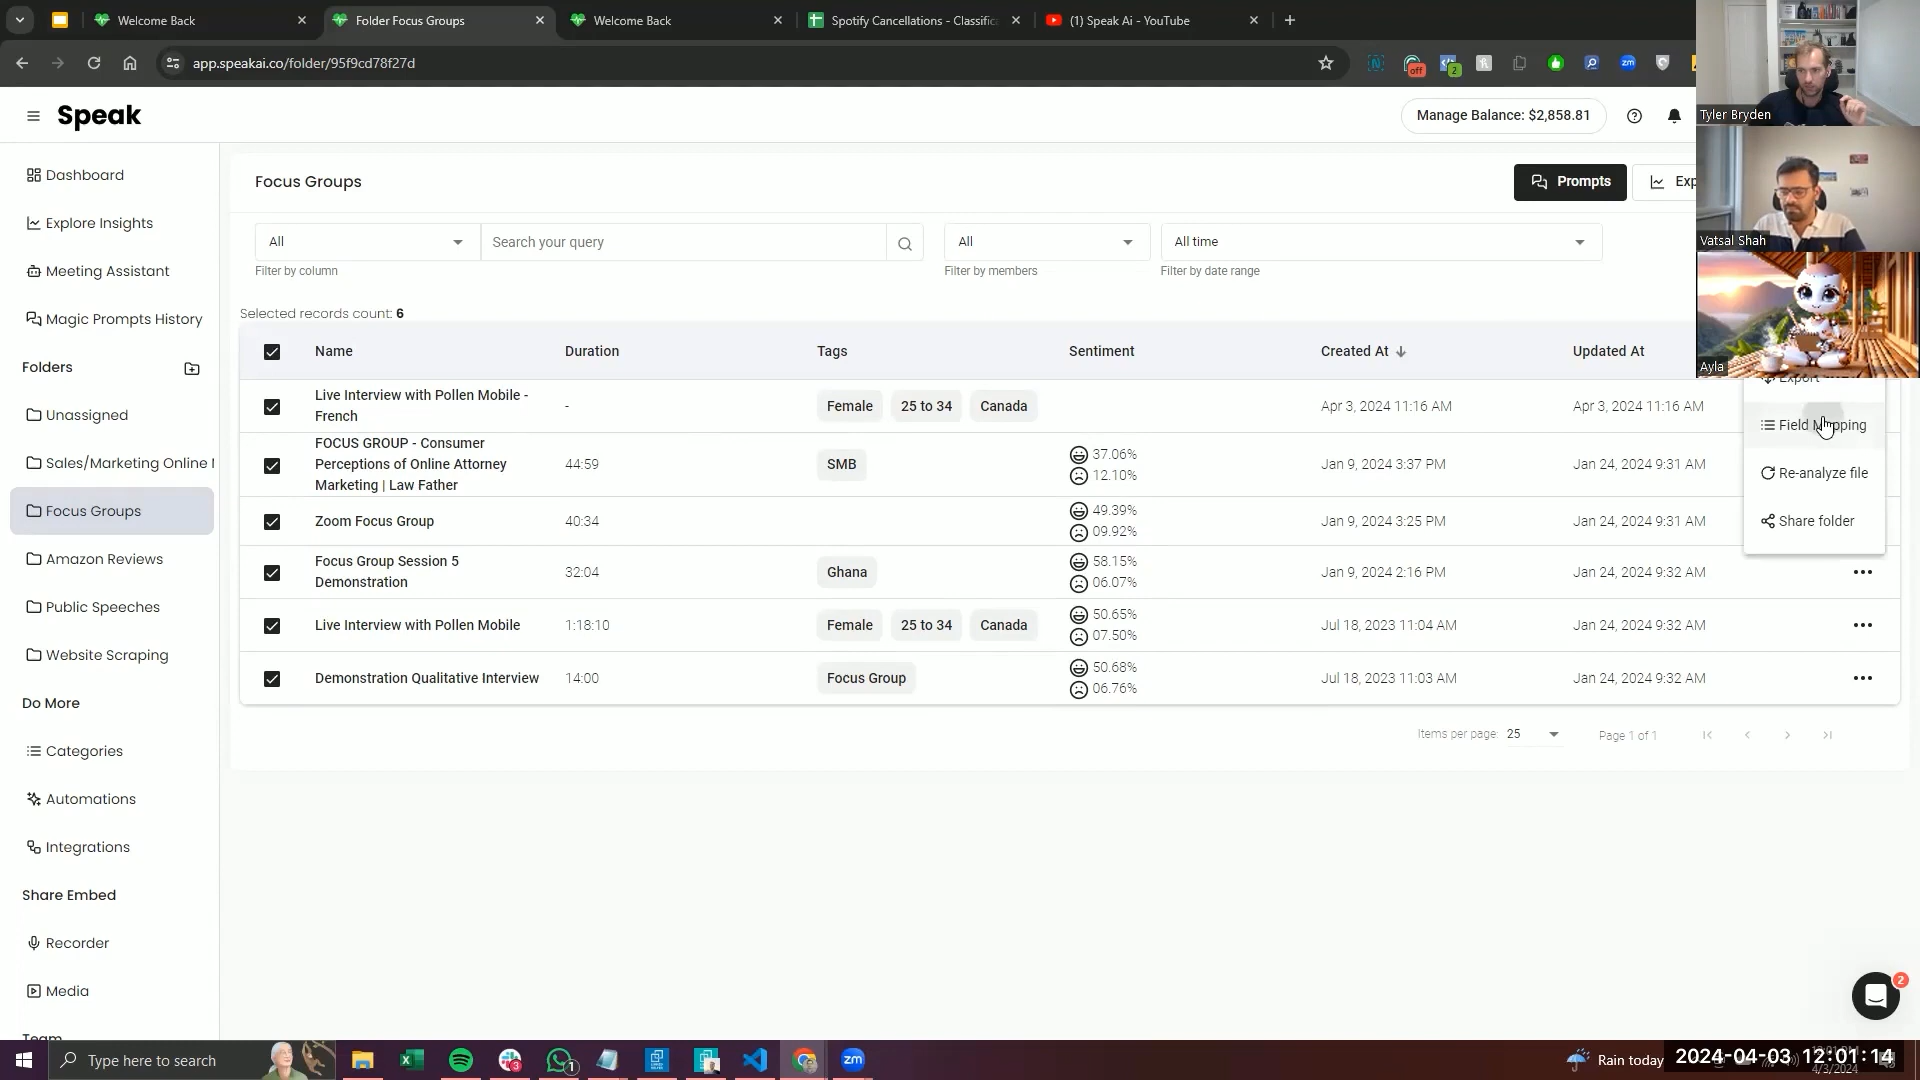 Welcome Back
Folder Focus Groups
Welcome Back
Spotify Cancellations - Classific
(1) Speak Ai - YouTube
app.speakai.co/folder/95f9cd78f27d
off
2
zm
Speak
Manage Balance: $2,858.81
Tyler Bryden
Vatsal Shah
Ayla
Dashboard
Explore Insights
Meeting Assistant
Magic Prompts History
Folders
Unassigned
Sales/Marketing Online
Focus Groups
Amazon Reviews
Public Speeches
Website Scraping
Do More
Categories
Automations
Integrations
Share Embed
Recorder
Media
Team
Focus Groups
Prompts
Exp
All
Search your query
All
All time
Filter by column
Filter by members
Filter by date range
Selected records count: 6
Name Duration Tags Sentiment Created At Updated At
Live Interview with Pollen Mobile -
French
-
Female 25 to 34 Canada
Apr 3, 2024 11:16 AM
Apr 3, 2024 11:16 AM
FOCUS GROUP - Consumer
Perceptions of Online Attorney
Marketing | Law Father
44:59
SMB
37.06%
12.10%
Jan 9, 2024 3:37 PM
Jan 24, 2024 9:31 AM
Zoom Focus Group
40:34
49.39%
09.92%
Jan 9, 2024 3:25 PM
Jan 24, 2024 9:31 AM
Focus Group Session 5
Demonstration
32:04
Ghana
58.15%
06.07%
Jan 9, 2024 2:16 PM
Jan 24, 2024 9:32 AM
Live Interview with Pollen Mobile
1:18:10
Female 25 to 34 Canada
50.65%
07.50%
Jul 18, 2023 11:04 AM
Jan 24, 2024 9:32 AM
Demonstration Qualitative Interview
14:00
Focus Group
50.68%
06.76%
Jul 18, 2023 11:03 AM
Jan 24, 2024 9:32 AM
Export
Field Mapping
Re-analyze file
Share folder
Items per page: 25
Page 1 of 1
2
Type here to search
3
1
zm
Rain today
2024-04-03 12:01:14
4/3/2024